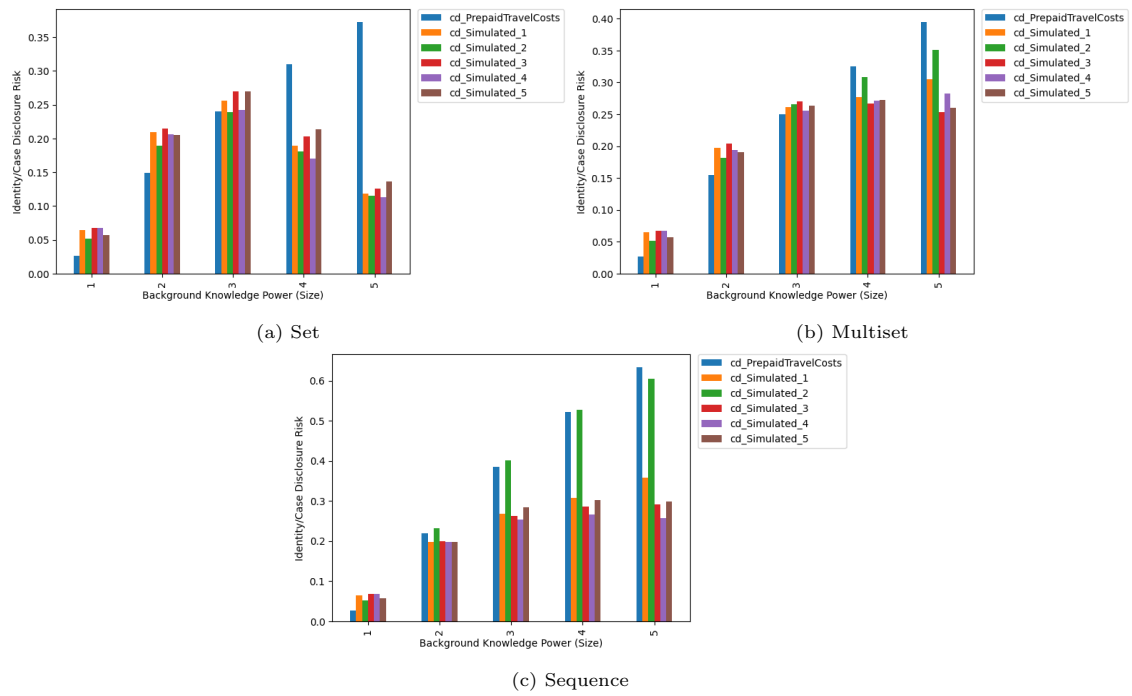 Identity/Case Disclosure Risk
0.35
0.30
0.25
0.20
0.15
0.10
0.05
0.00
1
2
3
4
5
Background Knowledge Power (Size)
cd_PrepaidTravelCosts
cd_Simulated_1
cd_Simulated_2
cd_Simulated_3
cd_Simulated_4
cd_Simulated_5
(a) Set
Identity/Case Disclosure Risk
0.40
0.35
0.30
0.25
0.20
0.15
0.10
0.05
0.00
1
2
3
4
5
Background Knowledge Power (Size)
cd_PrepaidTravelCosts
cd_Simulated_1
cd_Simulated_2
cd_Simulated_3
cd_Simulated_4
cd_Simulated_5
(b) Multiset
Identity/Case Disclosure Risk
0.6
0.5
0.4
0.3
0.2
0.1
0.0
1
2
3
4
5
Background Knowledge Power (Size)
cd_PrepaidTravelCosts
cd_Simulated_1
cd_Simulated_2
cd_Simulated_3
cd_Simulated_4
cd_Simulated_5
(c) Sequence